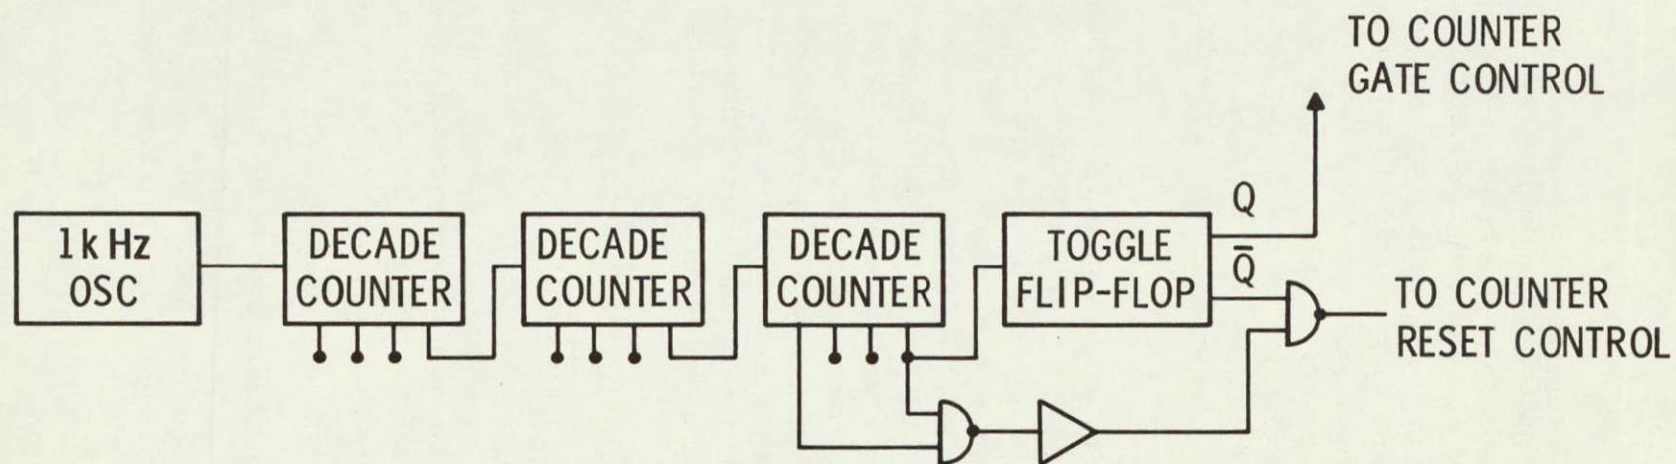 TO COUNTER
GATE CONTROL
1k Hz
OSC
DECADE
COUNTER
DECADE
COUNTER
DECADE
COUNTER
TOGGLE
FLIP-FLOP
Q
Q̅
TO COUNTER
RESET CONTROL